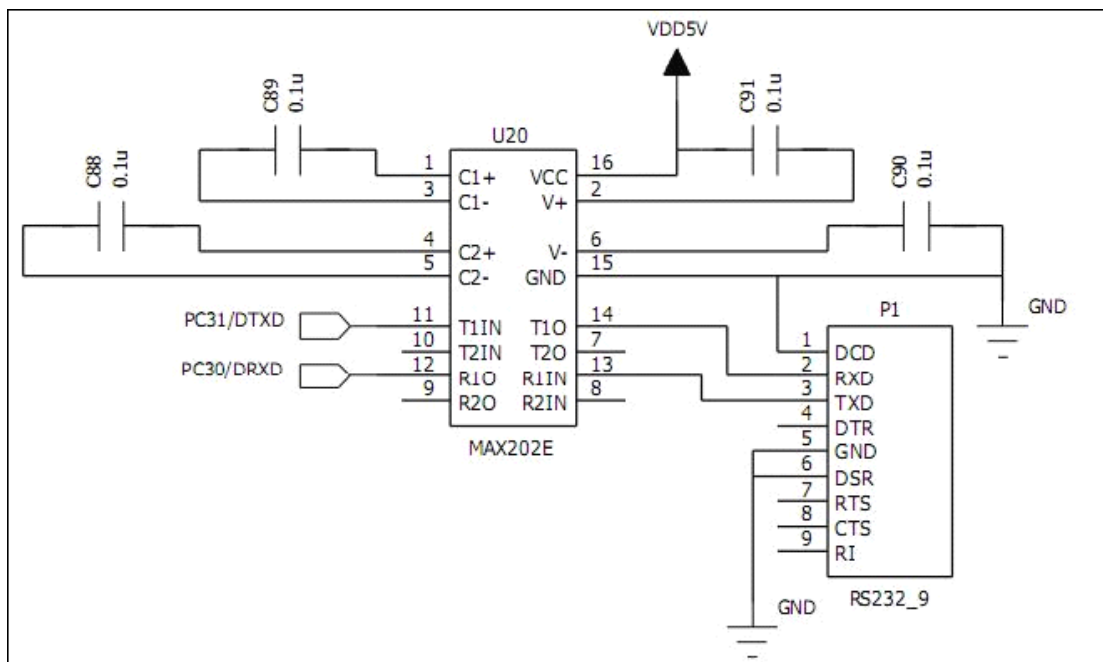 VDD5V
C89
0.1u
C91
0.1u
C88
0.1u
C90
0.1u
U20
1 C1+ VCC 16
3 C1- V+ 2
4 C2+ V- 6
5 C2- GND 15
PC31/DTXD 11 T1IN T1O 14
10 T2IN T2O 7
PC30/DRXD 12 R1O R1IN 13
9 R2O R2IN 8
MAX202E
GND
P1
1 DCD
2 RXD
3 TXD
4 DTR
5 GND
6 DSR
7 RTS
8 CTS
9 RI
RS232_9
GND